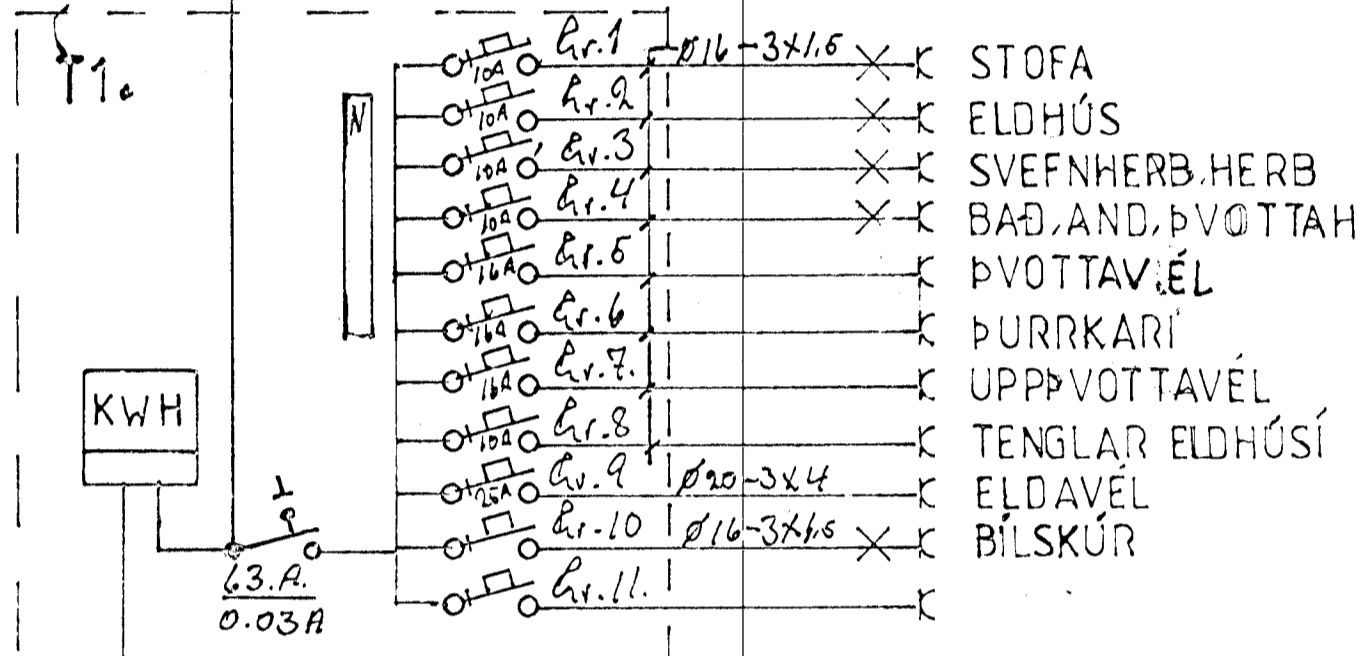 T1.
Gr.1 Ø16-3X1,5 STOFA
10A
N
Gr.2 ELDHÚS
10A
Gr.3 SVEFNHERB,HERB
10A
Gr.4 BAÐ,AND,ÞVOTTAH
10A
Gr.5 ÞVOTTAVÉL
16A
Gr.6 ÞURRKARI
16A
Gr.7. UPPÞVOTTAVÉL
16A
KWH
Gr.8 TENGLAR ELDHÚSI
10A
Gr.9 Ø20-3X4 ELDAVÉL
25A
Gr.10 Ø16-3X1,5 BÍLSKÚR
63.A.
0.03A
Gr.11.